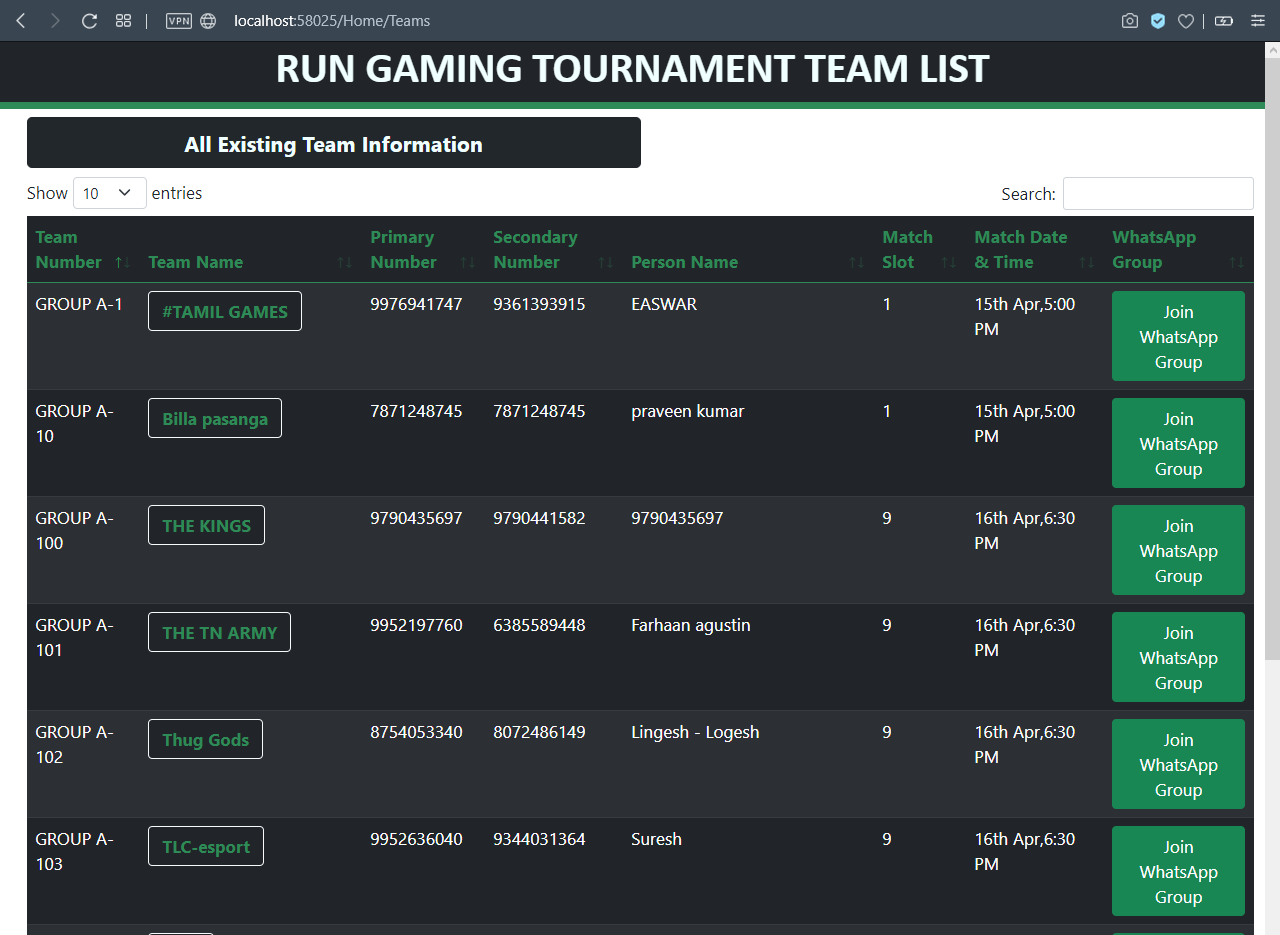 VPN localhost:58025/Home/Teams
RUN GAMING TOURNAMENT TEAM LIST
All Existing Team Information
Show 10 entries Search:
Team Number Team Name Primary Number Secondary Number Person Name Match Slot Match Date & Time WhatsApp Group
GROUP A-1 #TAMIL GAMES 9976941747 9361393915 EASWAR 1 15th Apr,5:00 PM Join WhatsApp Group
GROUP A-10 Billa pasanga 7871248745 7871248745 praveen kumar 1 15th Apr,5:00 PM Join WhatsApp Group
GROUP A-100 THE KINGS 9790435697 9790441582 9790435697 9 16th Apr,6:30 PM Join WhatsApp Group
GROUP A-101 THE TN ARMY 9952197760 6385589448 Farhaan agustin 9 16th Apr,6:30 PM Join WhatsApp Group
GROUP A-102 Thug Gods 8754053340 8072486149 Lingesh - Logesh 9 16th Apr,6:30 PM Join WhatsApp Group
GROUP A-103 TLC-esport 9952636040 9344031364 Suresh 9 16th Apr,6:30 PM Join WhatsApp Group